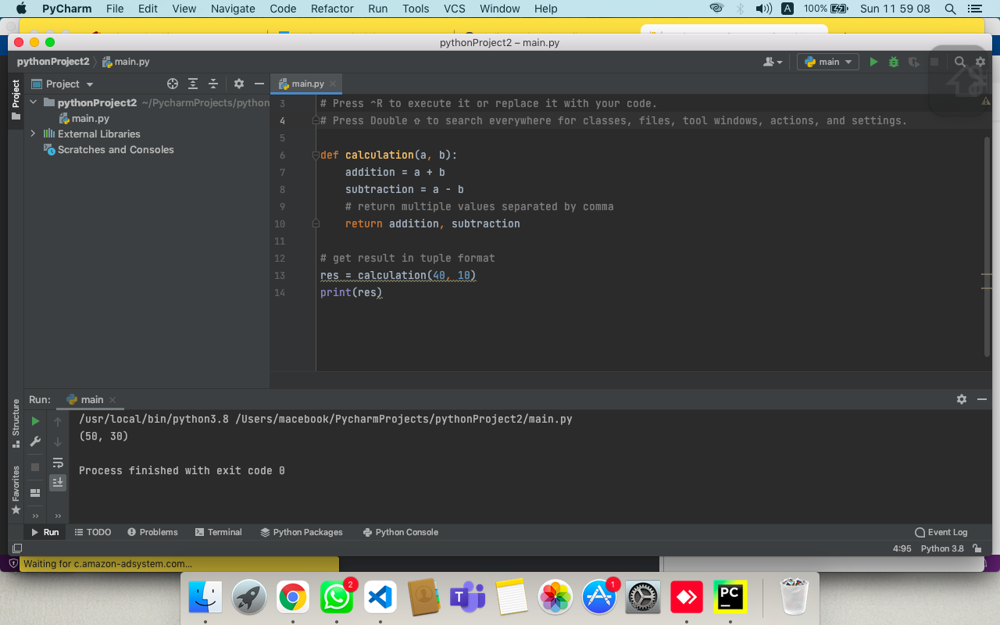 PyCharm File Edit View Navigate Code Refactor Run Tools VCS Window Help A 100% Sun 11 59 08
pythonProject2 – main.py
pythonProject2 main.py main
Project
Project
main.py
pythonProject2 ~/PycharmProjects/python
main.py
External Libraries
Scratches and Consoles
3 # Press ^R to execute it or replace it with your code.
4 # Press Double ⇧ to search everywhere for classes, files, tool windows, actions, and settings.
5
6 def calculation(a, b):
7 addition = a + b
8 subtraction = a - b
9 # return multiple values separated by comma
10 return addition, subtraction
11
12 # get result in tuple format
13 res = calculation(40, 10)
14 print(res)
Structure
Favorites
Run: main
/usr/local/bin/python3.8 /Users/macebook/PycharmProjects/pythonProject2/main.py
(50, 30)
Process finished with exit code 0
Run TODO Problems Terminal Python Packages Python Console Event Log
4:95 Python 3.8
Waiting for c.amazon-adsystem.com...
2
T
1
PC